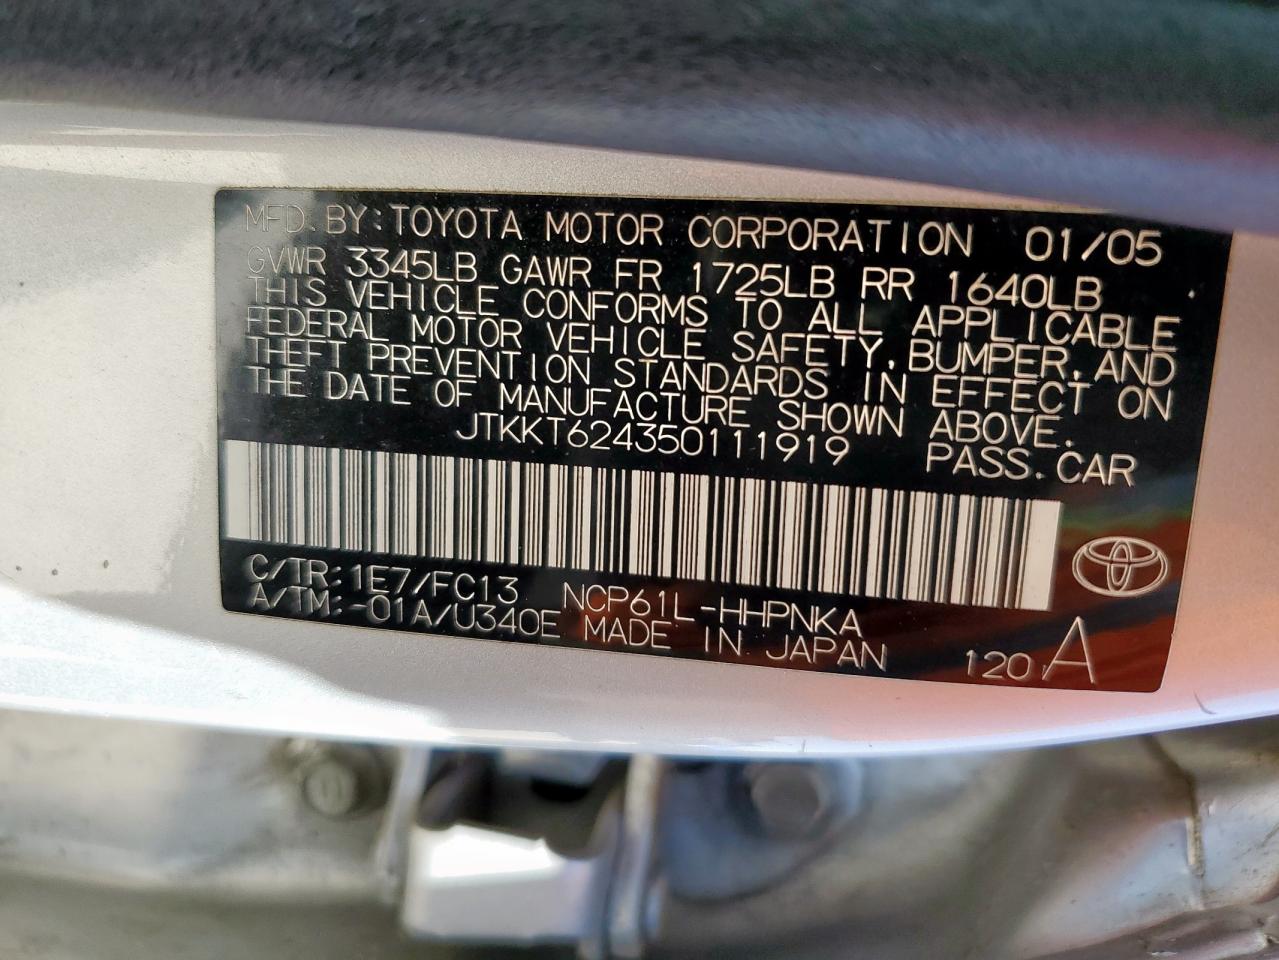 MFD.BY:TOYOTA MOTOR CORPORATION 01/05
GVWR 3345LB GAWR FR 1725LB RR 1640LB
THIS VEHICLE CONFORMS TO ALL APPLICABLE
FEDERAL MOTOR VEHICLE SAFETY,BUMPER,AND
THEFT PREVENTION STANDARDS IN EFFECT ON
THE DATE OF MANUFACTURE SHOWN ABOVE.
JTKKT624350111919 PASS.CAR
C/TR:1E7/FC13 NCP61L-HHPNKA
A/TM:-01A/U340E MADE IN JAPAN 120 A